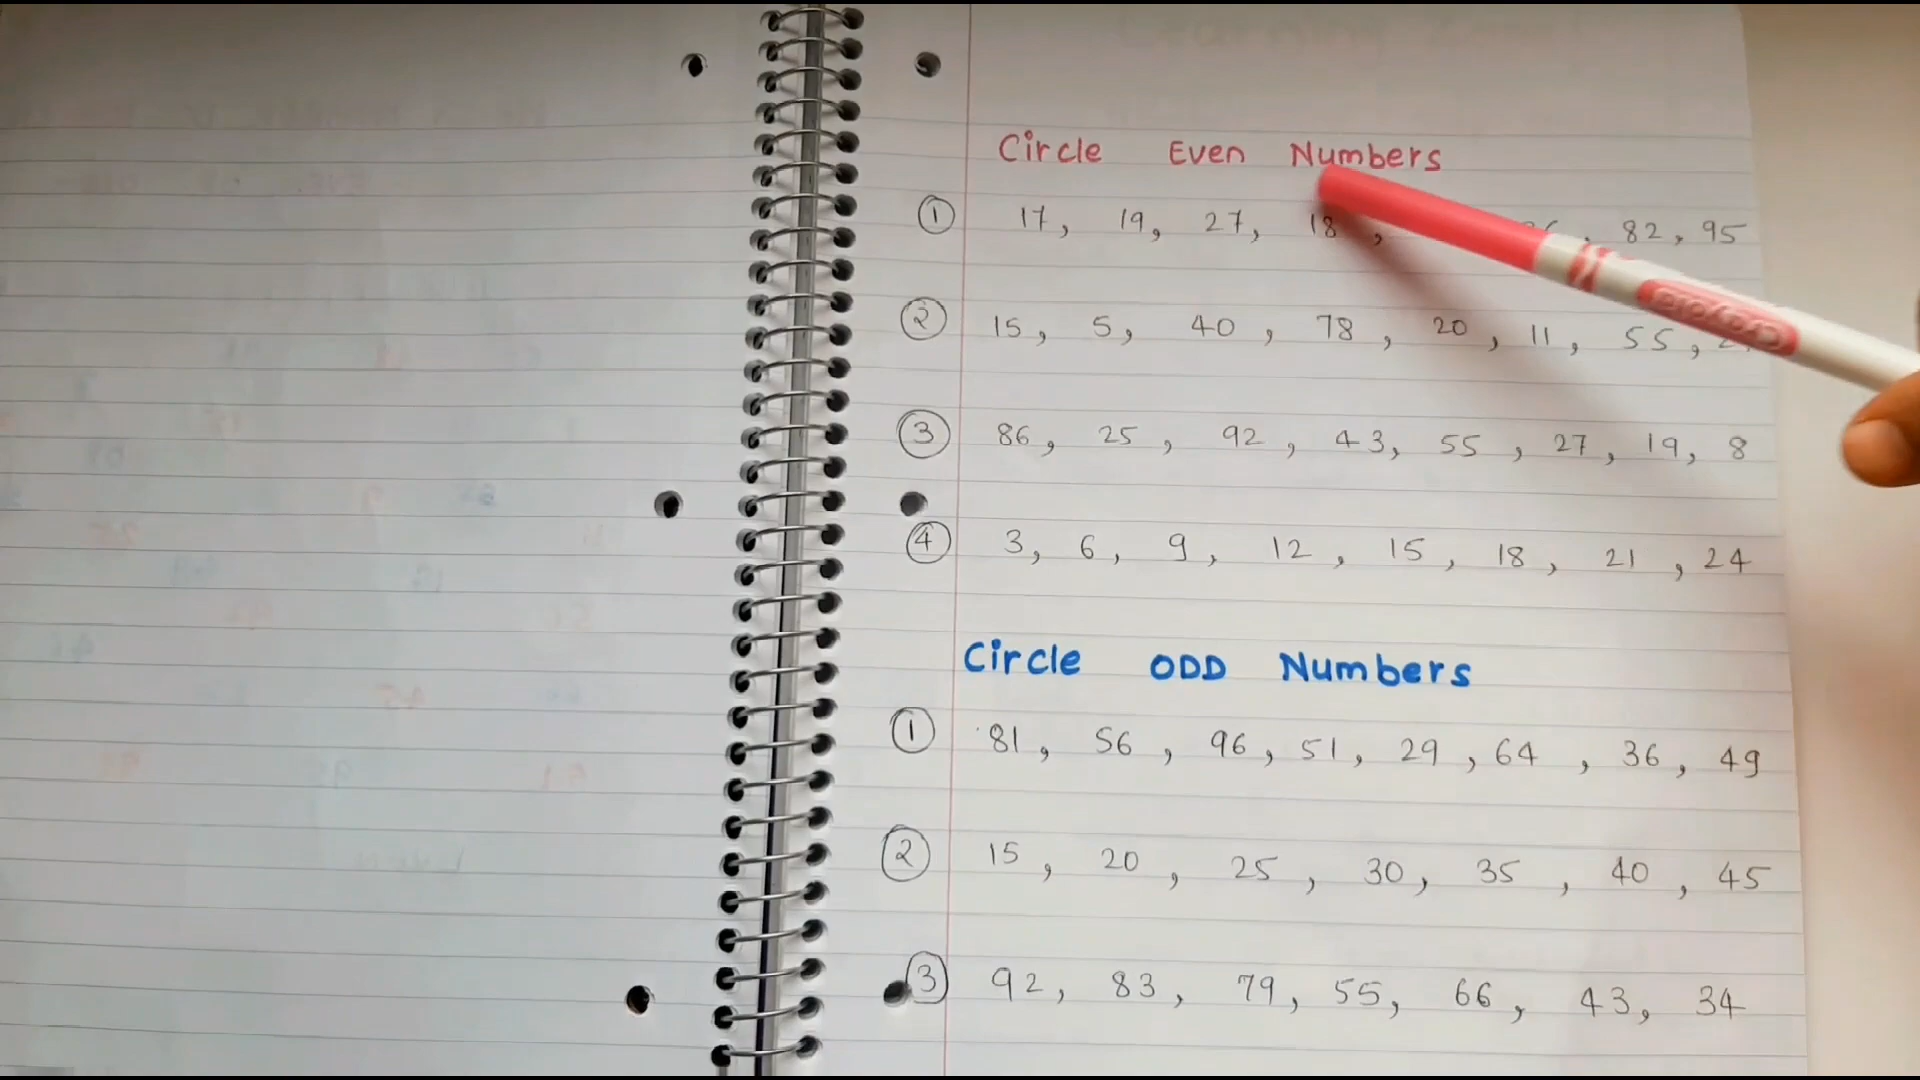 Circle Even Numbers
① 17, 19, 27, 18, , 82, 95
② 15, 5, 40, 78, 20, 11, 55,
③ 86, 25, 92, 43, 55, 27, 19, 8
④ 3, 6, 9, 12, 15, 18, 21, 24
Circle ODD Numbers
① 81, 56, 96, 51, 29, 64, 36, 49
② 15, 20, 25, 30, 35, 40, 45
③ 92, 83, 79, 55, 66, 43, 34
Crayola